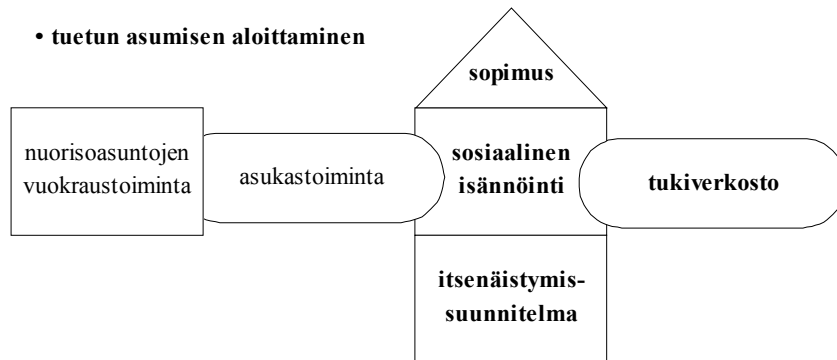 • tuetun asumisen aloittaminen
sopimus
nuorisoasuntojen
vuokraustoiminta
asukastoiminta
sosiaalinen
isännöinti
tukiverkosto
itsenäistymis-
suunnitelma